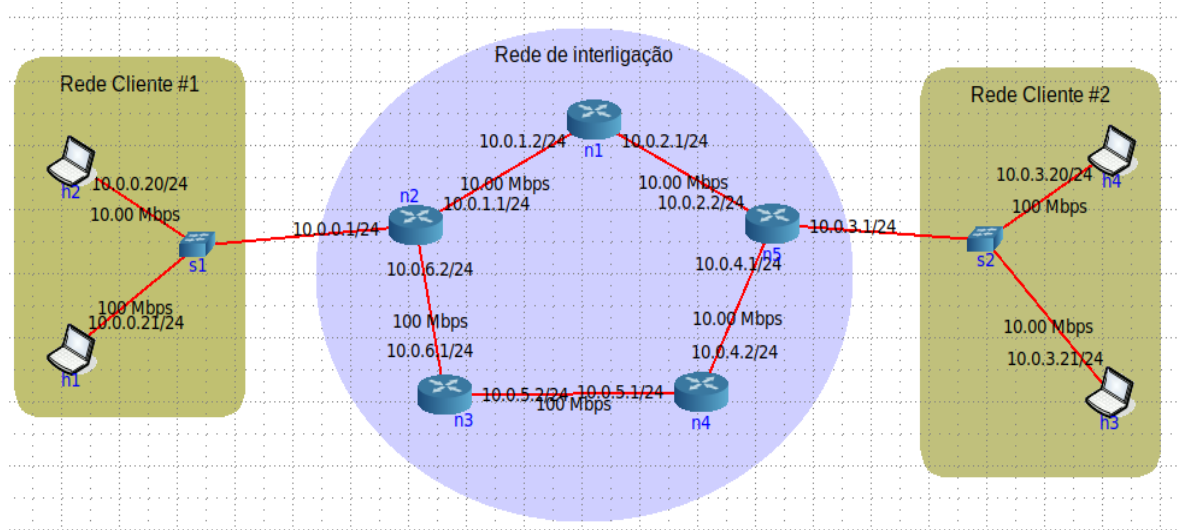 Rede de interligação
Rede Cliente #1
Rede Cliente #2
n1
10.0.1.2/24
10.0.2.1/24
h2
10.0.0.20/24
10.00 Mbps
10.00 Mbps
10.00 Mbps
n2
10.0.1.1/24
10.0.2.2/24
10.0.3.20/24
h4
100 Mbps
10.00 Mbps
10.0.0.1/24
10.0.3.1/24
s1
n5
s2
10.0.6.2/24
10.0.4.1/24
100 Mbps
10.0.0.21/24
100 Mbps
10.00 Mbps
10.00 Mbps
10.0.6.1/24
10.0.4.2/24
10.0.3.21/24
h1
10.0.5.2/24
10.0.5.1/24
100 Mbps
n3
n4
h3